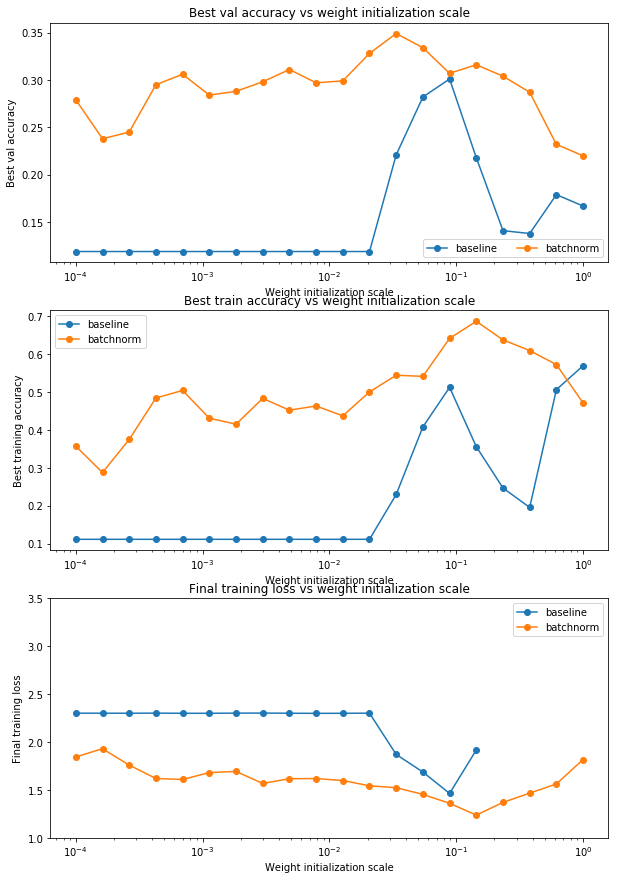 Best val accuracy vs weight initialization scale
0.35
0.30
0.25
0.20
0.15
Best val accuracy
baseline
batchnorm
10⁻⁴
10⁻³
10⁻²
10⁻¹
10⁰
Weight initialization scale
Best train accuracy vs weight initialization scale
0.7
0.6
0.5
0.4
0.3
0.2
0.1
Best training accuracy
baseline
batchnorm
10⁻⁴
10⁻³
10⁻²
10⁻¹
10⁰
Weight initialization scale
Final training loss vs weight initialization scale
3.5
3.0
2.5
2.0
1.5
1.0
Final training loss
baseline
batchnorm
10⁻⁴
10⁻³
10⁻²
10⁻¹
10⁰
Weight initialization scale